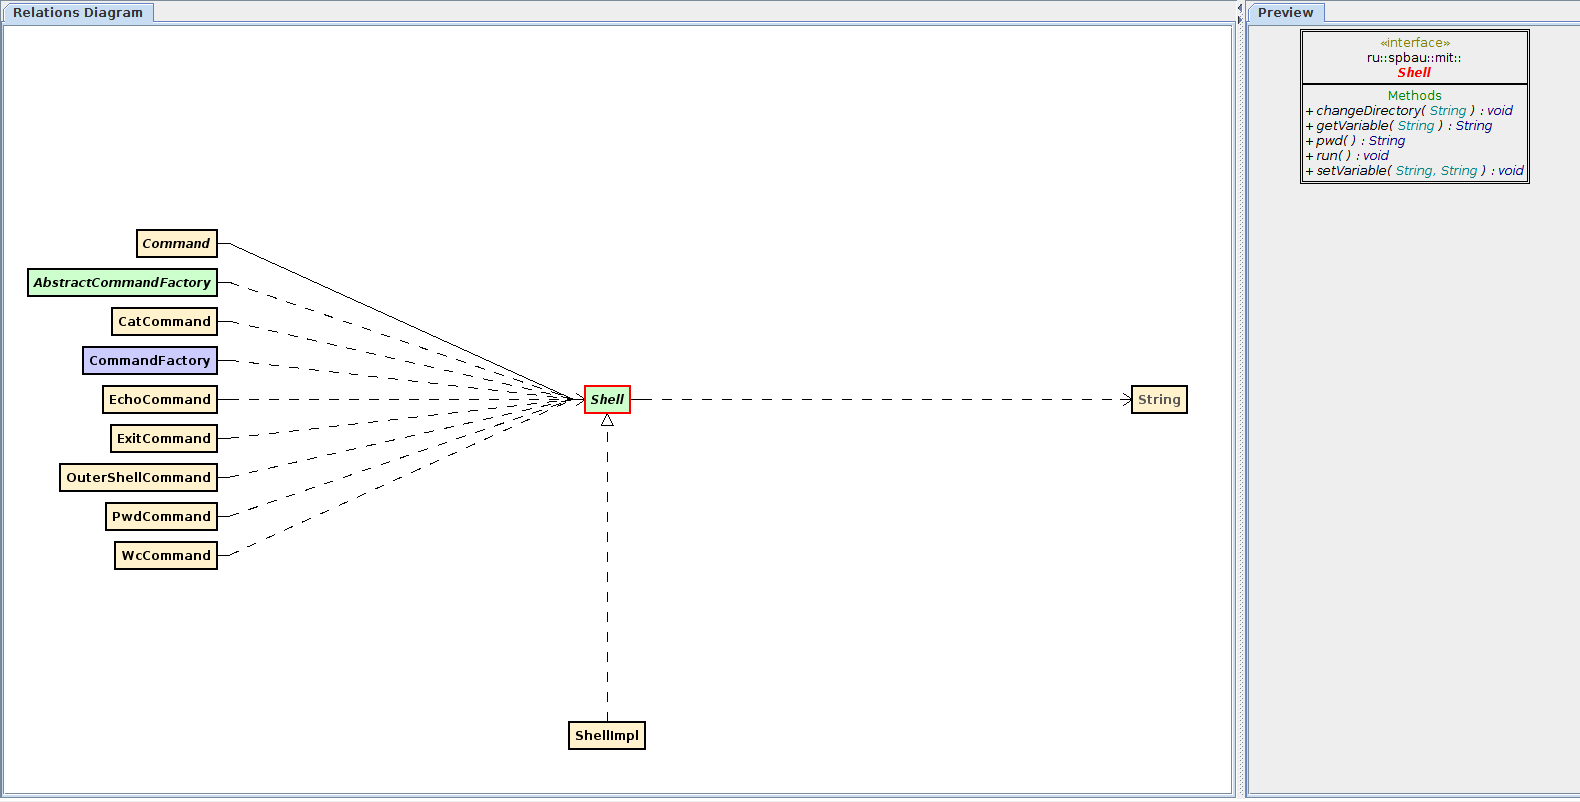 Relations Diagram
Preview
«interface»
ru::spbau::mit::
Shell
Methods
+ changeDirectory( String ) : void
+ getVariable( String ) : String
+ pwd( ) : String
+ run( ) : void
+ setVariable( String, String ) : void
Command
AbstractCommandFactory
CatCommand
CommandFactory
EchoCommand
Shell
String
ExitCommand
OuterShellCommand
PwdCommand
WcCommand
ShellImpl